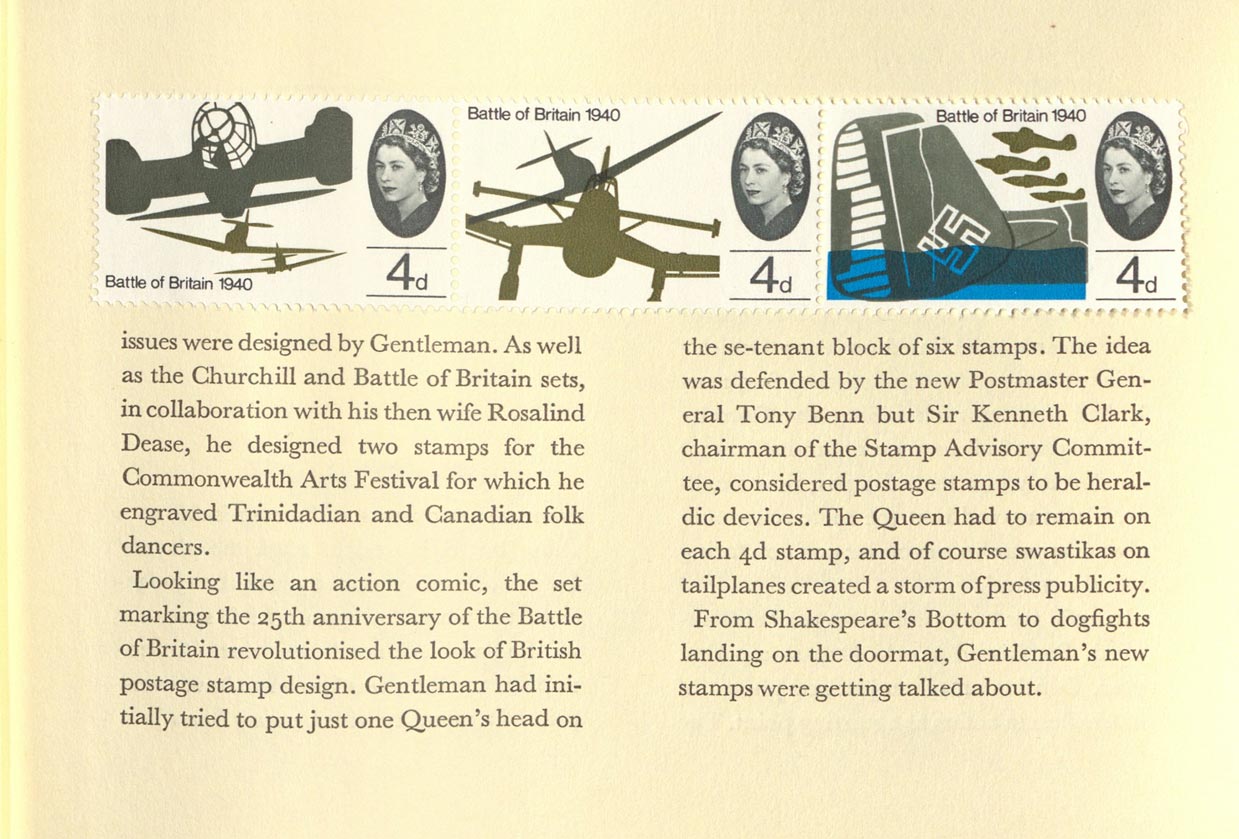 Battle of Britain 1940
4d
Battle of Britain 1940
4d
Battle of Britain 1940
4d
issues were designed by Gentleman. As well
as the Churchill and Battle of Britain sets,
in collaboration with his then wife Rosalind
Dease, he designed two stamps for the
Commonwealth Arts Festival for which he
engraved Trinidadian and Canadian folk
dancers.
Looking like an action comic, the set
marking the 25th anniversary of the Battle
of Britain revolutionised the look of British
postage stamp design. Gentleman had ini-
tially tried to put just one Queen's head on
the se-tenant block of six stamps. The idea
was defended by the new Postmaster Gen-
eral Tony Benn but Sir Kenneth Clark,
chairman of the Stamp Advisory Commit-
tee, considered postage stamps to be heral-
dic devices. The Queen had to remain on
each 4d stamp, and of course swastikas on
tailplanes created a storm of press publicity.
From Shakespeare's Bottom to dogfights
landing on the doormat, Gentleman's new
stamps were getting talked about.